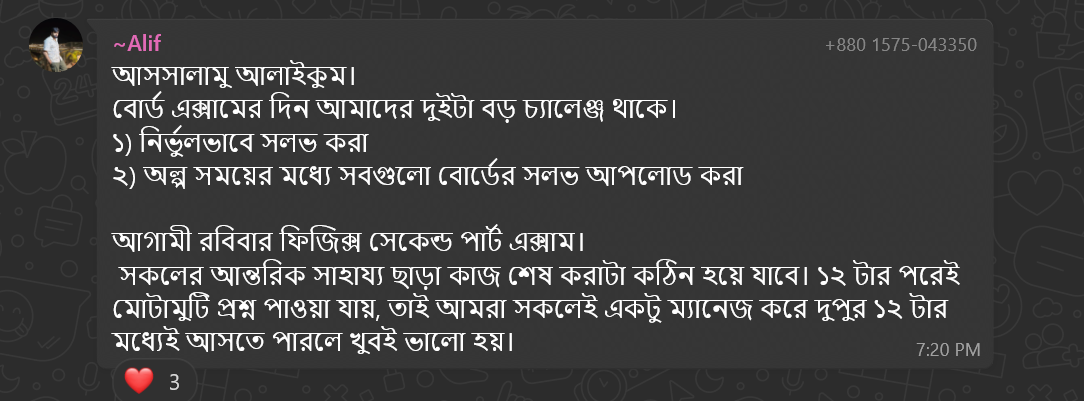 ~Alif
+880 1575-043350
আসসালামু আলাইকুম।
বোর্ড এক্সামের দিন আমাদের দুইটা বড় চ্যালেঞ্জ থাকে।
১) নির্ভুলভাবে সলভ করা
২) অল্প সময়ের মধ্যে সবগুলো বোর্ডের সলভ আপলোড করা
আগামী রবিবার ফিজিক্স সেকেন্ড পার্ট এক্সাম।
সকলের আন্তরিক সাহায্য ছাড়া কাজ শেষ করাটা কঠিন হয়ে যাবে। ১২ টার পরেই
মোটামুটি প্রশ্ন পাওয়া যায়, তাই আমরা সকলেই একটু ম্যানেজ করে দুপুর ১২ টার
মধ্যেই আসতে পারলে খুবই ভালো হয়।
7:20 PM
3